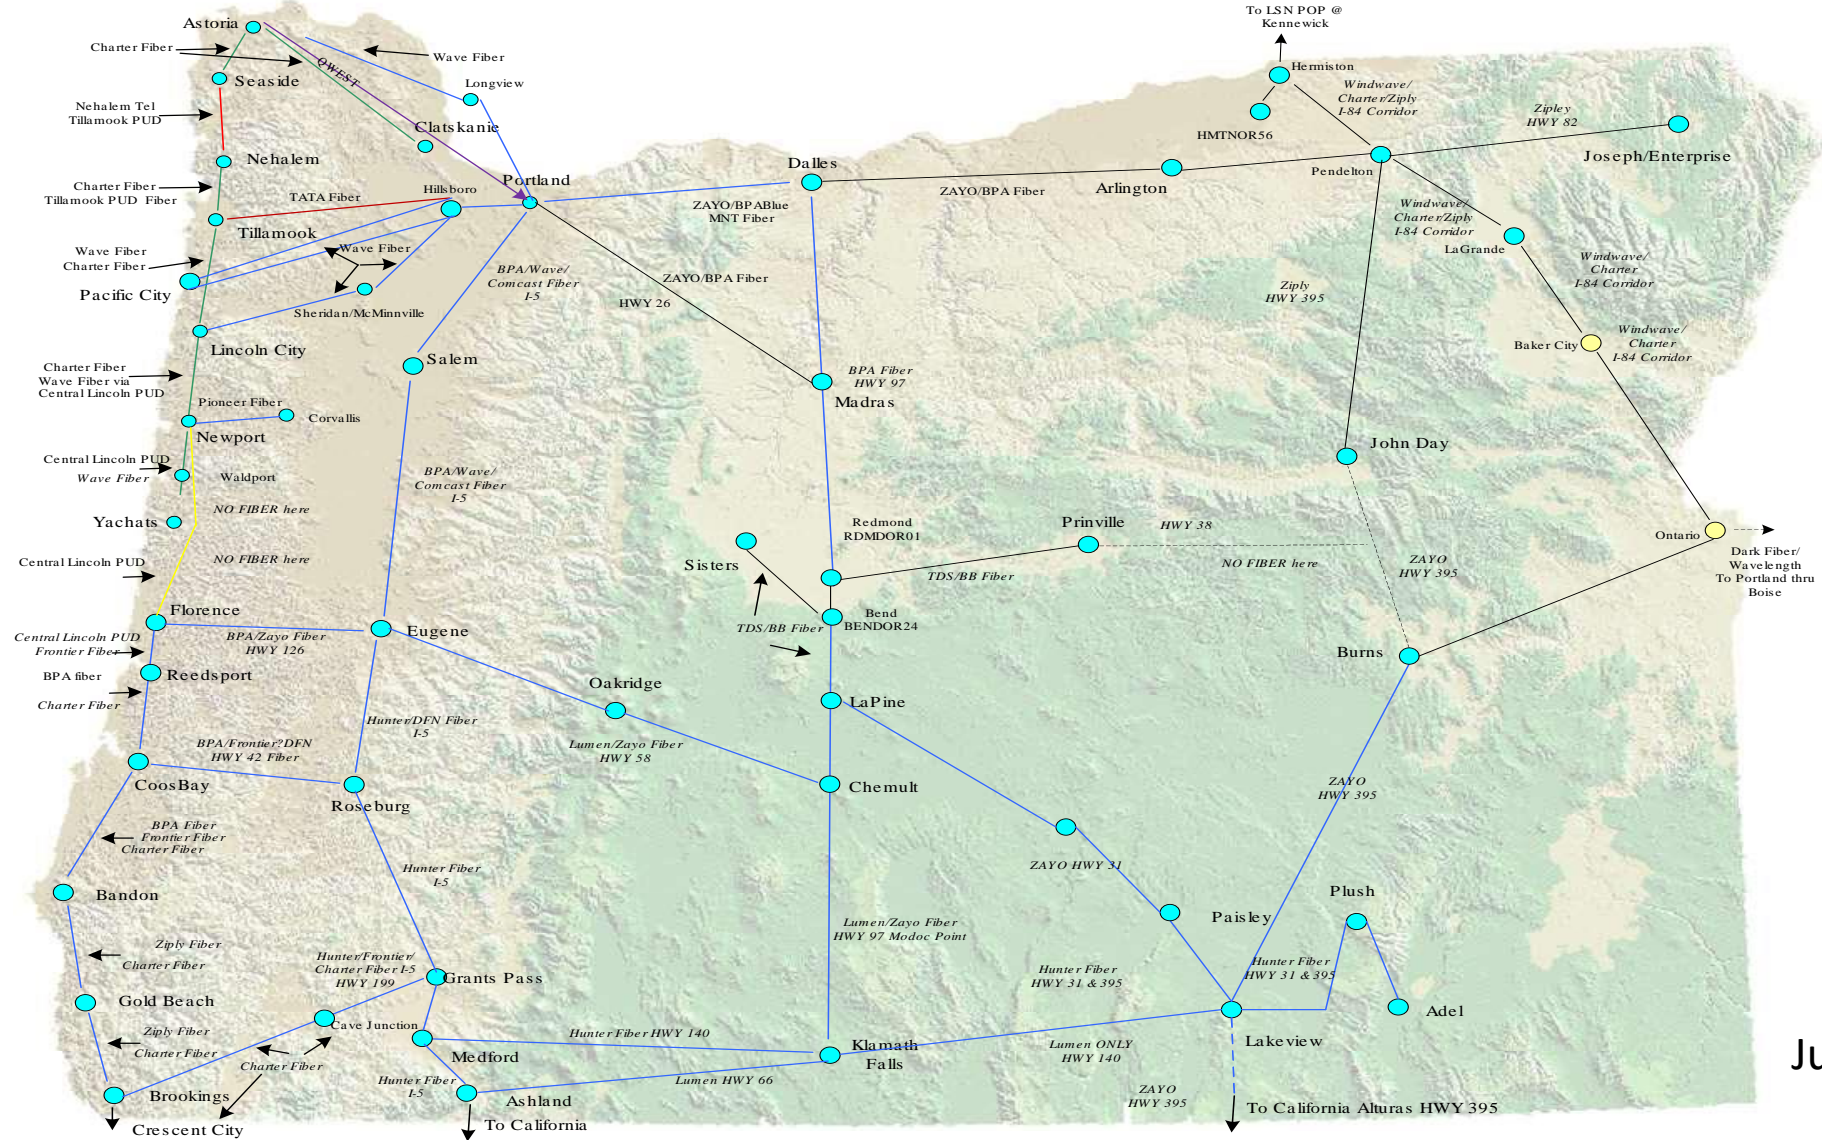 To LSN POP @
Kennewick
Astoria
Charter Fiber
QWEST
Wave Fiber
Longview
Seaside
Hermiston
Windwave/
Charter/Ziply
I-84 Corridor
Nehalem Tel
Tillamook PUD
Clatskanie
HMTNOR56
Zipley
HWY 82
Joseph/Enterprise
Nehalem
Dalles
Pendelton
Charter Fiber
Tillamook PUD Fiber
TATA Fiber
Hillsboro
Portland
ZAYO/BPABlue
MNT Fiber
ZAYO/BPA Fiber
Arlington
Windwave/
Charter/Ziply
I-84 Corridor
LaGrande
Tillamook
Wave Fiber
Charter Fiber
Wave Fiber
BPA/Wave/
Comcast Fiber
I-5
ZAYO/BPA Fiber
HWY 26
Windwave/
Charter
I-84 Corridor
Ziply
HWY 395
Pacific City
Sheridan/McMinnville
Lincoln City
Baker City
Windwave/
Charter
I-84 Corridor
Salem
Charter Fiber
Wave Fiber via
Central Lincoln PUD
BPA Fiber
HWY 97
Madras
Pioneer Fiber
Corvallis
Newport
John Day
Central Lincoln PUD
Wave Fiber
Waldport
BPA/Wave/
Comcast Fiber
I-5
NO FIBER here
Yachats
Redmond
RDMDOR01
Prinville
HWY 38
Ontario
Dark Fiber/
Wavelength
To Portland thru
Boise
NO FIBER here
Central Lincoln PUD
Sisters
TDS/BB Fiber
NO FIBER here
ZAYO
HWY 395
Florence
Bend
BENDOR24
TDS/BB Fiber
Central Lincoln PUD
Frontier Fiber
BPA/Zayo Fiber
HWY 126
Eugene
Burns
BPA fiber
Charter Fiber
Reedsport
Oakridge
LaPine
Hunter/DFN Fiber
I-5
BPA/Frontier?DFN
HWY 42 Fiber
Lumen/Zayo Fiber
HWY 58
CoosBay
Roseburg
Chemult
ZAYO
HWY 395
BPA Fiber
Frontier Fiber
Charter Fiber
Hunter Fiber
I-5
ZAYO HWY 31
Bandon
Plush
Paisley
Lumen/Zayo Fiber
HWY 97 Modoc Point
Ziply Fiber
Charter Fiber
Hunter/Frontier/
Charter Fiber I-5
HWY 199
Grants Pass
Hunter Fiber
HWY 31 & 395
Hunter Fiber
HWY 31 & 395
Gold Beach
Adel
Ziply Fiber
Charter Fiber
Cave Junction
Hunter Fiber HWY 140
Medford
Klamath
Falls
Lumen ONLY
HWY 140
Lakeview
Ju
Charter Fiber
Hunter Fiber
I-5
Lumen HWY 66
Brookings
Ashland
ZAYO
HWY 395
To California Alturas HWY 395
Crescent City
To California